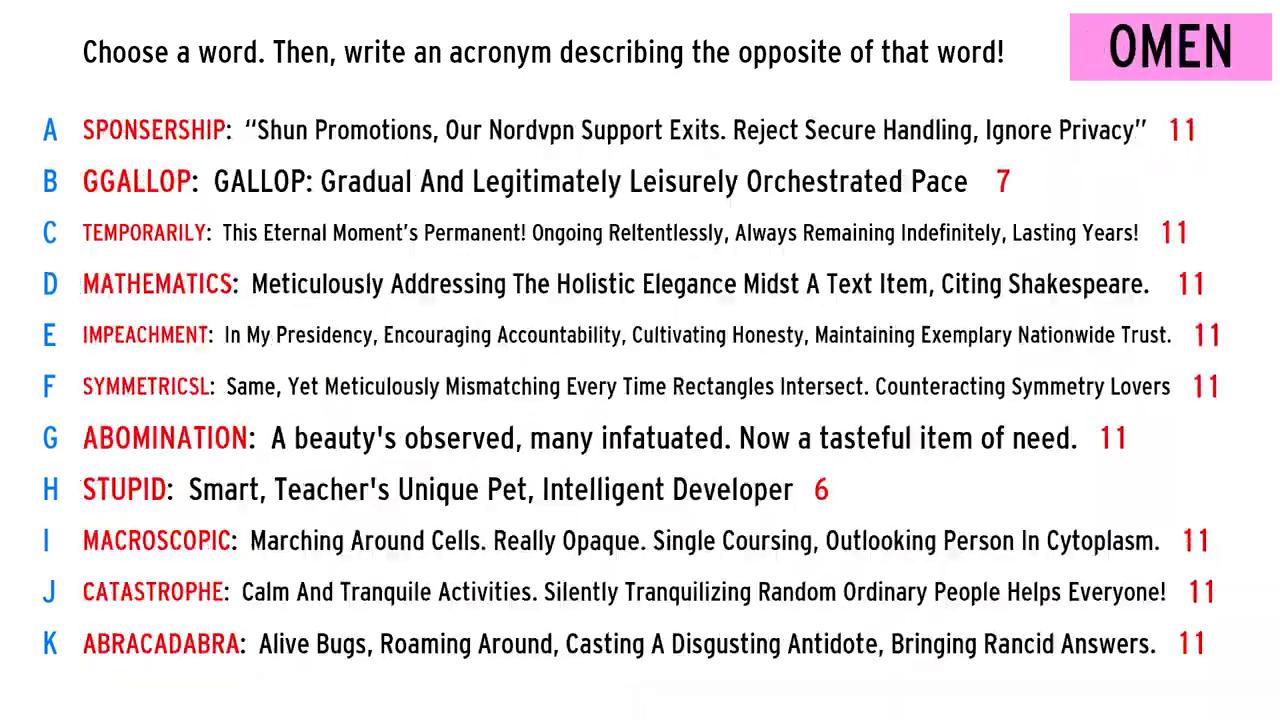 Choose a word. Then, write an acronym describing the opposite of that word!
OMEN
A SPONSERSHIP: “Shun Promotions, Our Nordvpn Support Exits. Reject Secure Handling, Ignore Privacy” 11
B GGALLOP: GALLOP: Gradual And Legitimately Leisurely Orchestrated Pace 7
C TEMPORARILY: This Eternal Moment's Permanent! Ongoing Reltentlessly, Always Remaining Indefinitely, Lasting Years! 11
D MATHEMATICS: Meticulously Addressing The Holistic Elegance Midst A Text Item, Citing Shakespeare. 11
E IMPEACHMENT: In My Presidency, Encouraging Accountability, Cultivating Honesty, Maintaining Exemplary Nationwide Trust. 11
F SYMMETRICSL: Same, Yet Meticulously Mismatching Every Time Rectangles Intersect. Counteracting Symmetry Lovers 11
G ABOMINATION: A beauty's observed, many infatuated. Now a tasteful item of need. 11
H STUPID: Smart, Teacher's Unique Pet, Intelligent Developer 6
I MACROSCOPIC: Marching Around Cells. Really Opaque. Single Coursing, Outlooking Person In Cytoplasm. 11
J CATASTROPHE: Calm And Tranquile Activities. Silently Tranquilizing Random Ordinary People Helps Everyone! 11
K ABRACADABRA: Alive Bugs, Roaming Around, Casting A Disgusting Antidote, Bringing Rancid Answers. 11